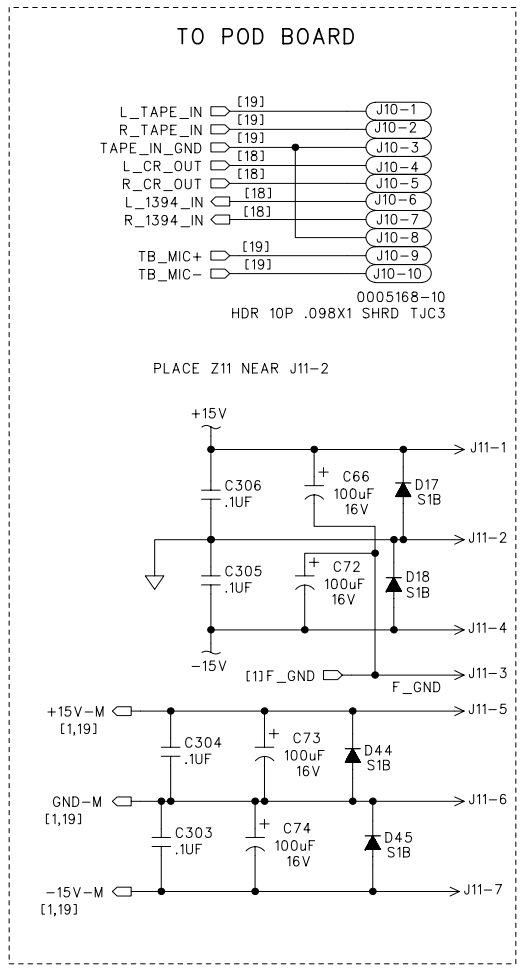 TO POD BOARD
L_TAPE_IN [19] J10-1
R_TAPE_IN [19] J10-2
TAPE_IN_GND [19] J10-3
L_CR_OUT [18] J10-4
R_CR_OUT [18] J10-5
L_1394_IN [18] J10-6
R_1394_IN [18] J10-7
J10-8
TB_MIC+ [19] J10-9
TB_MIC- [19] J10-10
0005168-10
HDR 10P .098X1 SHRD TJC3
PLACE Z11 NEAR J11-2
+15V
J11-1
C306
.1UF
+ C66
100uF
16V
D17
S1B
J11-2
C305
.1UF
+ C72
100uF
16V
D18
S1B
J11-4
-15V
[1]F_GND J11-3
F_GND
+15V-M J11-5
[1,19]
C304
.1UF
+ C73
100uF
16V
D44
S1B
GND-M J11-6
[1,19]
C303
.1UF
+ C74
100uF
16V
D45
S1B
-15V-M J11-7
[1,19]